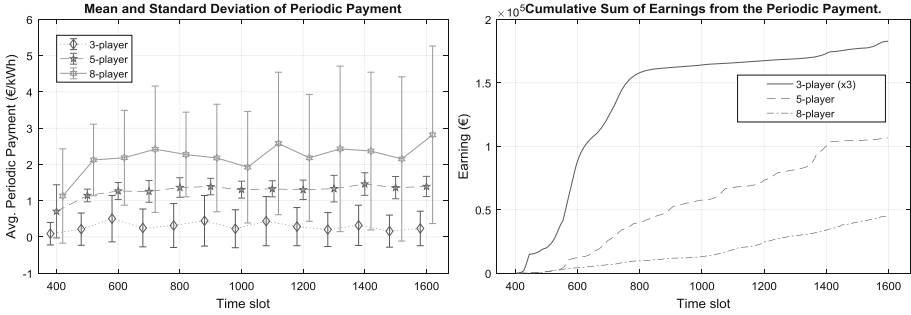 Mean and Standard Deviation of Periodic Payment
6
5
4
3
2
1
0
-1
Avg. Periodic Payment (€/kWh)
3-player
5-player
8-player
400 600 800 1000 1200 1400 1600
Time slot
× 10⁵ Cumulative Sum of Earnings from the Periodic Payment.
2
1.5
1
0.5
0
Earning (€)
3-player (x3)
5-player
8-player
400 600 800 1000 1200 1400 1600
Time slot